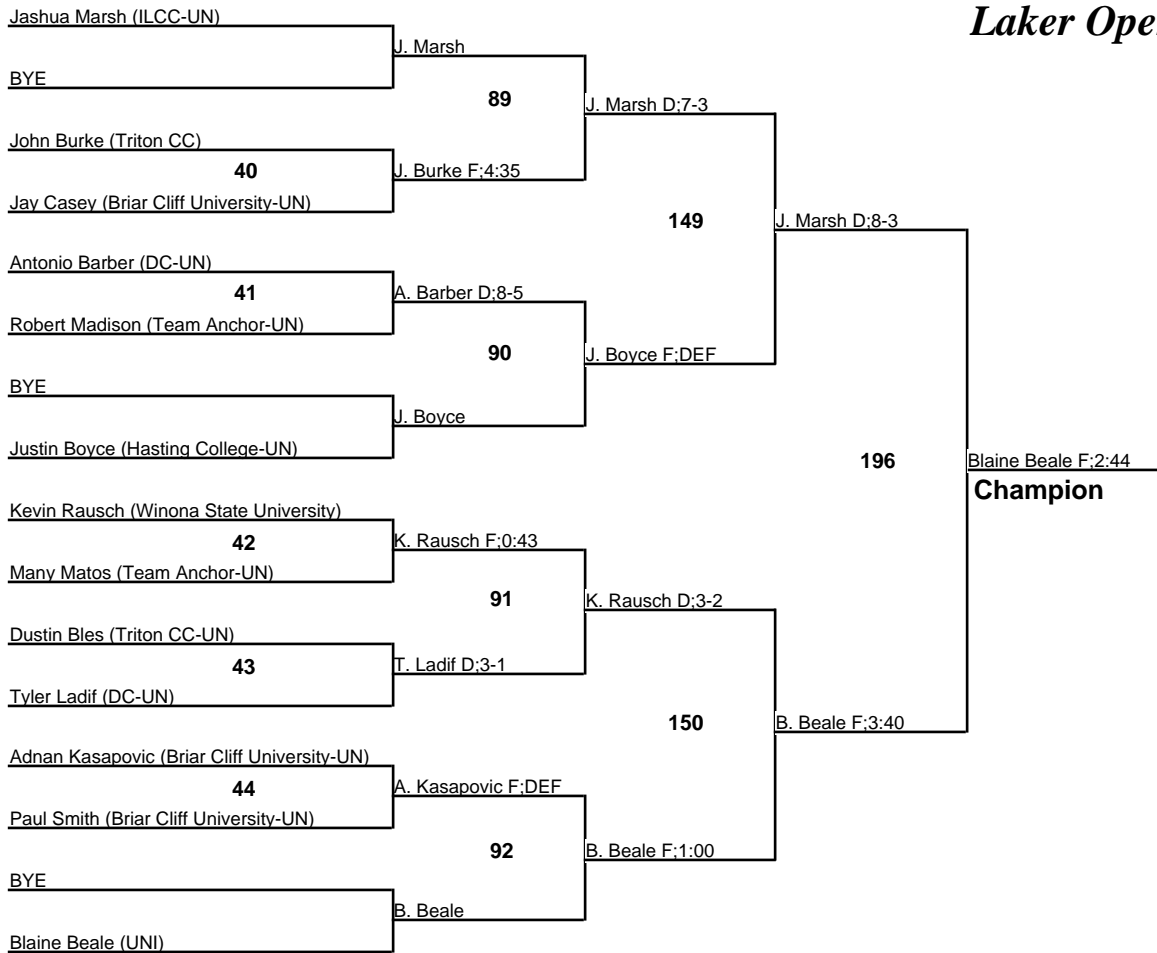 Laker Ope
Jashua Marsh (ILCC-UN)
J. Marsh
BYE
89
J. Marsh D;7-3
John Burke (Triton CC)
40
J. Burke F;4:35
Jay Casey (Briar Cliff University-UN)
149
J. Marsh D;8-3
Antonio Barber (DC-UN)
41
A. Barber D;8-5
Robert Madison (Team Anchor-UN)
90
J. Boyce F;DEF
BYE
J. Boyce
Justin Boyce (Hasting College-UN)
196
Blaine Beale F;2:44
Champion
Kevin Rausch (Winona State University)
42
K. Rausch F;0:43
Many Matos (Team Anchor-UN)
91
K. Rausch D;3-2
Dustin Bles (Triton CC-UN)
43
T. Ladif D;3-1
Tyler Ladif (DC-UN)
150
B. Beale F;3:40
Adnan Kasapovic (Briar Cliff University-UN)
44
A. Kasapovic F;DEF
Paul Smith (Briar Cliff University-UN)
92
B. Beale F;1:00
BYE
B. Beale
Blaine Beale (UNI)